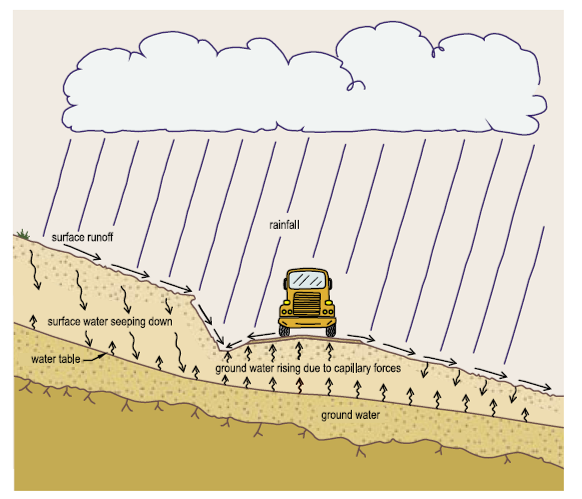 surface runoff
rainfall
surface water seeping down
water table
ground water rising due to capillary forces
ground water